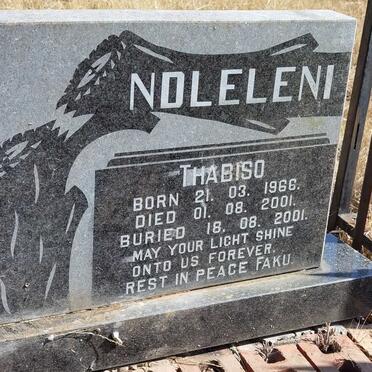 NDLELENI
THABISO
BORN 21. 03. 1966.
DIED 01. 08. 2001.
BURIED 18. 08. 2001.
MAY YOUR LIGHT SHINE
ONTO US FOREVER.
REST IN PEACE FAKU.